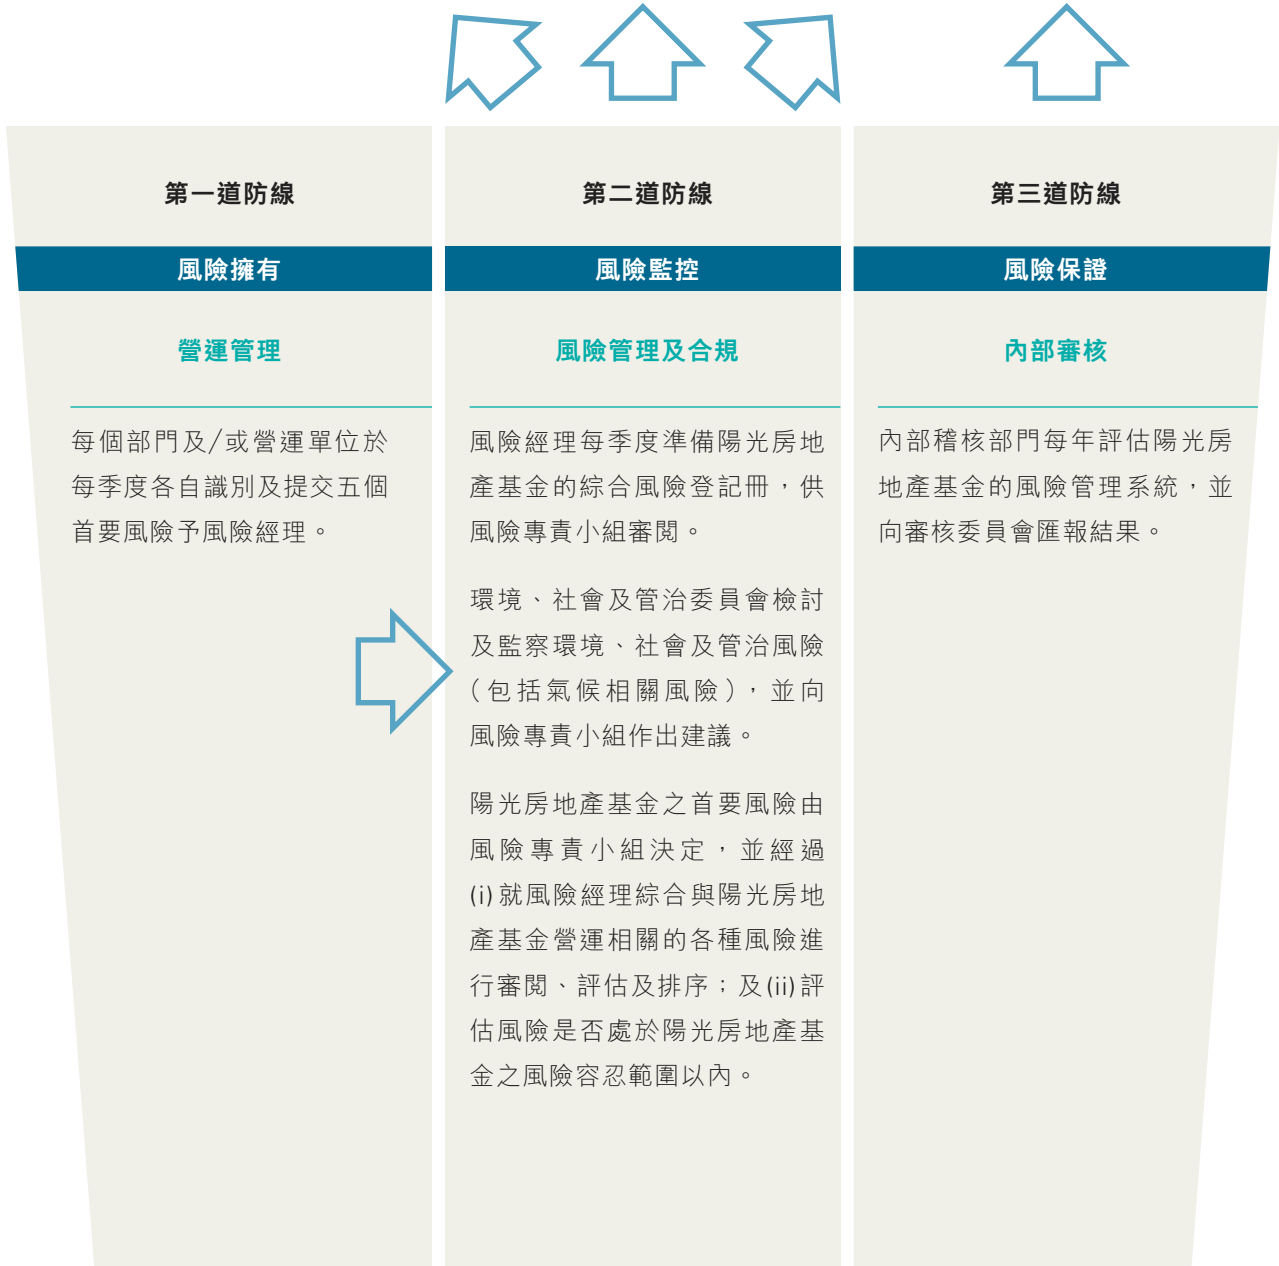 第一道防線
風險擁有
營運管理
每個部門及/或營運單位於
每季度各自識別及提交五個
首要風險予風險經理。
第二道防線
風險監控
風險管理及合規
風險經理每季度準備陽光房地
產基金的綜合風險登記冊，供
風險專責小組審閲。
環境、社會及管治委員會檢討
及監察環境、社會及管治風險
(包括氣候相關風險)，並向
風險專責小組作出建議。
陽光房地產基金之首要風險由
風險專責小組決定，並經過
(i) 就風險經理綜合與陽光房地
產基金營運相關的各種風險進
行審閲、評估及排序；及(ii) 評
估風險是否處於陽光房地產基
金之風險容忍範圍以內。
第三道防線
風險保證
內部審核
內部稽核部門每年評估陽光房
地產基金的風險管理系統，並
向審核委員會匯報結果。